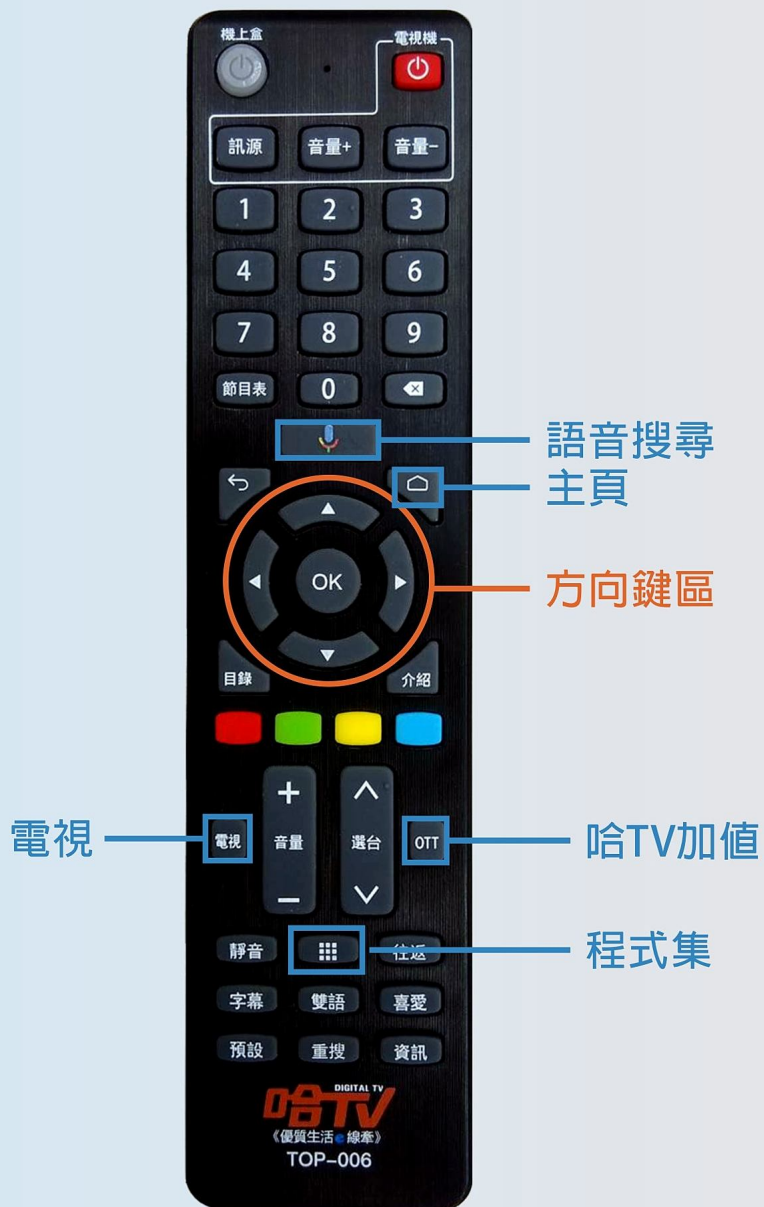 機上盒
電視機
訊源 音量+ 音量-
1 2 3
4 5 6
7 8 9
節目表 0
語音搜尋
主頁
OK
方向鍵區
目錄 介紹
電視 電視 + 音量 - 選台 OTT 哈TV加值
靜音 往返 程式集
字幕 雙語 喜愛
預設 重搜 資訊
DIGITAL TV
哈TV
《優質生活e線牽》
TOP-006